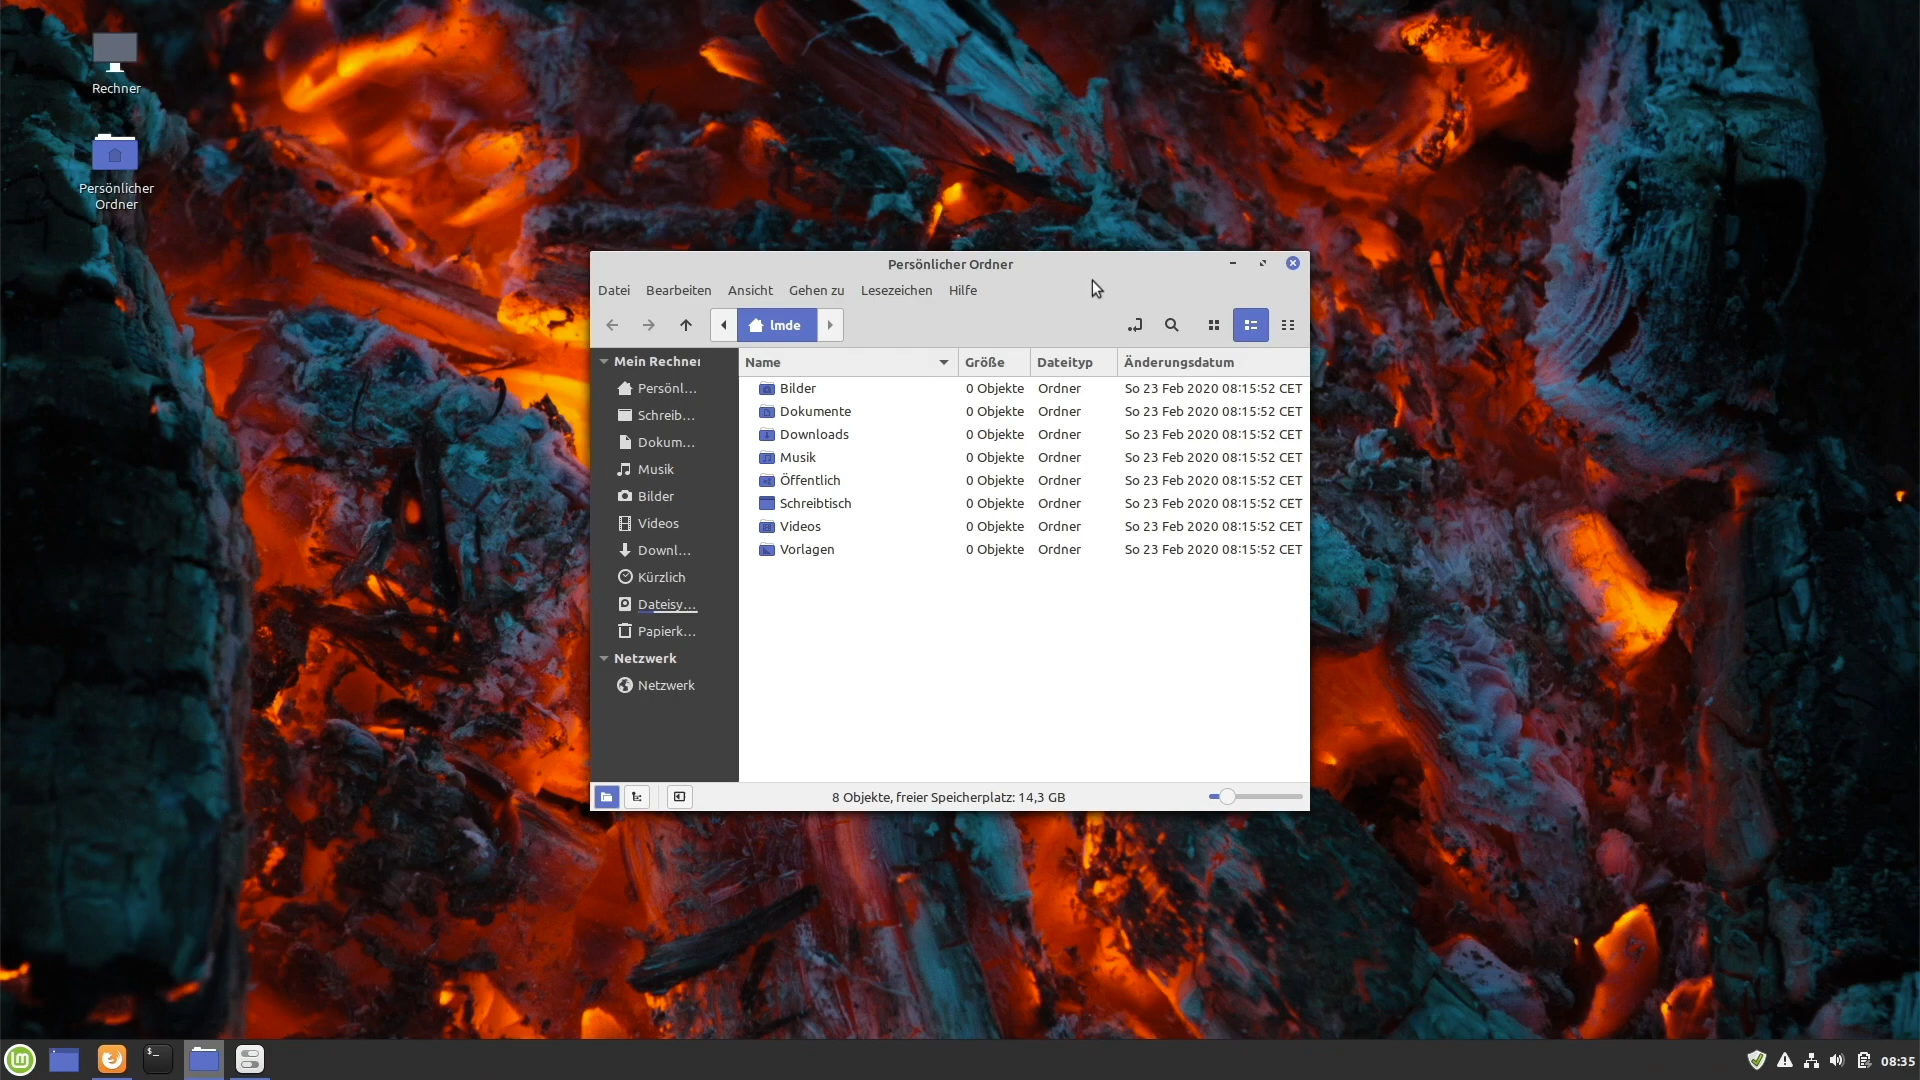 Rechner
Persönlicher
Ordner
Persönlicher Ordner
Datei Bearbeiten Ansicht Gehen zu Lesezeichen Hilfe
lmde
Mein Rechner
Persönl...
Schreib...
Dokum...
Musik
Bilder
Videos
Downl...
Kürzlich
Dateisy...
Papierk...
Netzwerk
Netzwerk
Name Größe Dateityp Änderungsdatum
Bilder 0 Objekte Ordner So 23 Feb 2020 08:15:52 CET
Dokumente 0 Objekte Ordner So 23 Feb 2020 08:15:52 CET
Downloads 0 Objekte Ordner So 23 Feb 2020 08:15:52 CET
Musik 0 Objekte Ordner So 23 Feb 2020 08:15:52 CET
Öffentlich 0 Objekte Ordner So 23 Feb 2020 08:15:52 CET
Schreibtisch 0 Objekte Ordner So 23 Feb 2020 08:15:52 CET
Videos 0 Objekte Ordner So 23 Feb 2020 08:15:52 CET
Vorlagen 0 Objekte Ordner So 23 Feb 2020 08:15:52 CET
8 Objekte, freier Speicherplatz: 14,3 GB
08:35